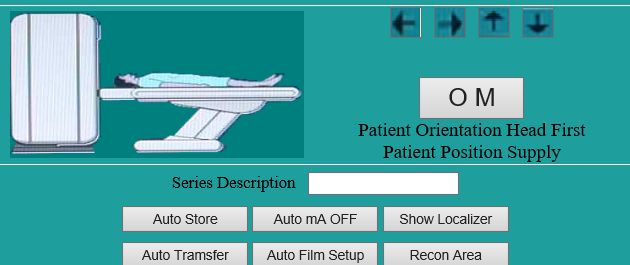 O M
Patient Orientation Head First
Patient Position Supply
Series Description
Auto Store Auto mA OFF Show Localizer
Auto Tramsfer Auto Film Setup Recon Area